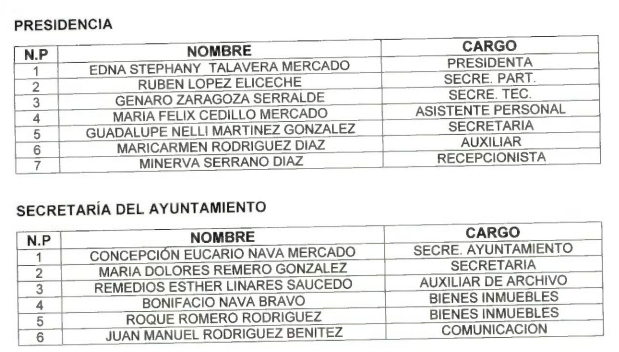 PRESIDENCIA
N.P NOMBRE CARGO
1 EDNA STEPHANY TALAVERA MERCADO PRESIDENTA
2 RUBEN LOPEZ ELICECHE SECRE. PART.
3 GENARO ZARAGOZA SERRALDE SECRE. TEC.
4 MARIA FELIX CEDILLO MERCADO ASISTENTE PERSONAL
5 GUADALUPE NELLI MARTINEZ GONZALEZ SECRETARIA
6 MARICARMEN RODRIGUEZ DIAZ AUXILIAR
7 MINERVA SERRANO DIAZ RECEPCIONISTA
SECRETARÍA DEL AYUNTAMIENTO
N.P NOMBRE CARGO
1 CONCEPCIÓN EUCARIO NAVA MERCADO SECRE. AYUNTAMIENTO
2 MARIA DOLORES REMERO GONZALEZ SECRETARIA
3 REMEDIOS ESTHER LINARES SAUCEDO AUXILIAR DE ARCHIVO
4 BONIFACIO NAVA BRAVO BIENES INMUEBLES
5 ROQUE ROMERO RODRIGUEZ BIENES INMUEBLES
6 JUAN MANUEL RODRIGUEZ BENITEZ COMUNICACION